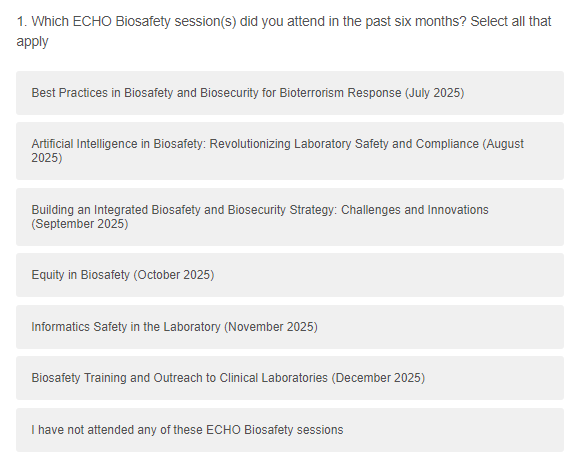 1. Which ECHO Biosafety session(s) did you attend in the past six months? Select all that
apply
Best Practices in Biosafety and Biosecurity for Bioterrorism Response (July 2025)
Artificial Intelligence in Biosafety: Revolutionizing Laboratory Safety and Compliance (August
2025)
Building an Integrated Biosafety and Biosecurity Strategy: Challenges and Innovations
(September 2025)
Equity in Biosafety (October 2025)
Informatics Safety in the Laboratory (November 2025)
Biosafety Training and Outreach to Clinical Laboratories (December 2025)
I have not attended any of these ECHO Biosafety sessions